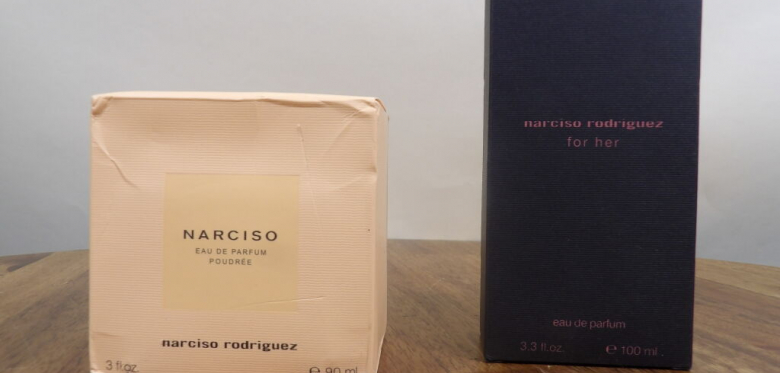 NARCISO
EAU DE PARFUM
POUDRÉE
narciso rodriguez
3 fl.oz. ℮ 90 ml
narciso rodriguez
for her
eau de parfum
3.3 fl.oz. ℮ 100 ml